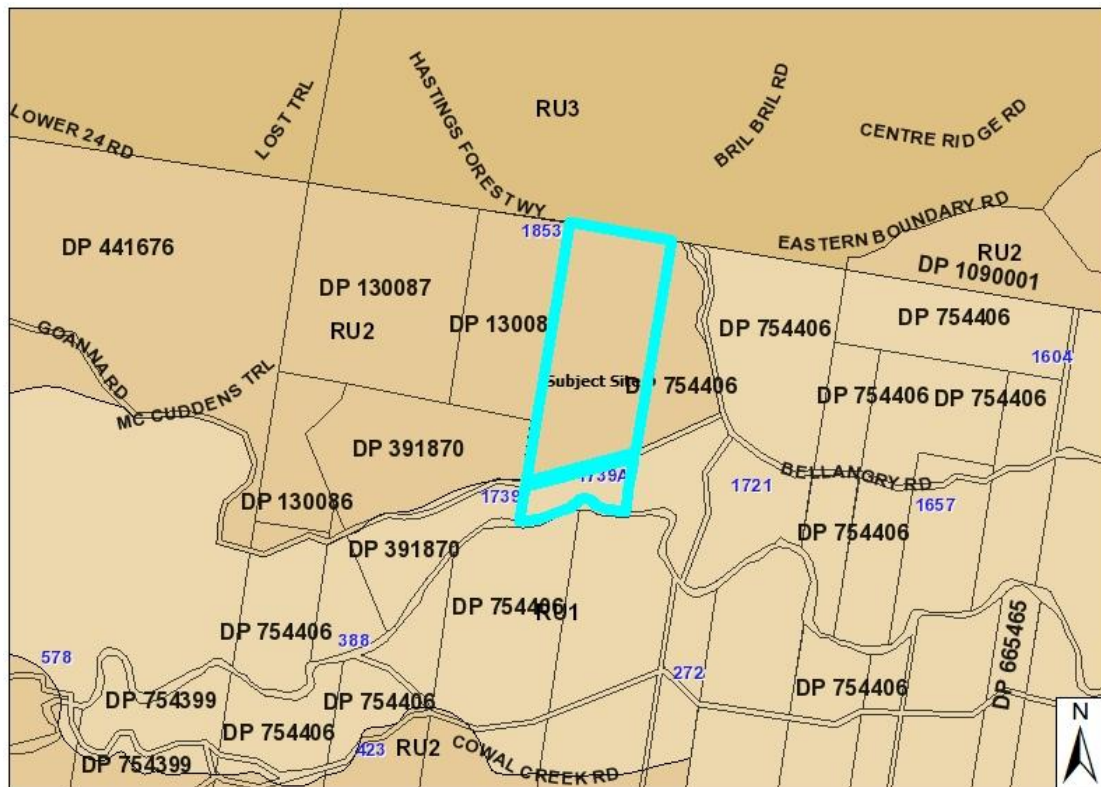 RU3
HASTINGS FOREST WY
LOST TRL
BRIL BRIL RD
CENTRE RIDGE RD
LOWER 24 RD
1853
EASTERN BOUNDARY RD
RU2
DP 1090001
DP 441676
DP 130087
RU2
DP 13008
DP 754406
DP 754406
GOANNA RD
MC CUDDENS TRL
Subject Site
DP 754406
1604
DP 754406
DP 754406
DP 391870
1739
1739A
1721
BELLANGRY RD
1657
DP 130086
DP 754406
DP 391870
DP 754406
RU1
DP 754406
388
578
272
DP 665465
DP 754399
DP 754406
DP 754406
DP 754406
423
RU2
COWAL CREEK RD
DP 754399
N